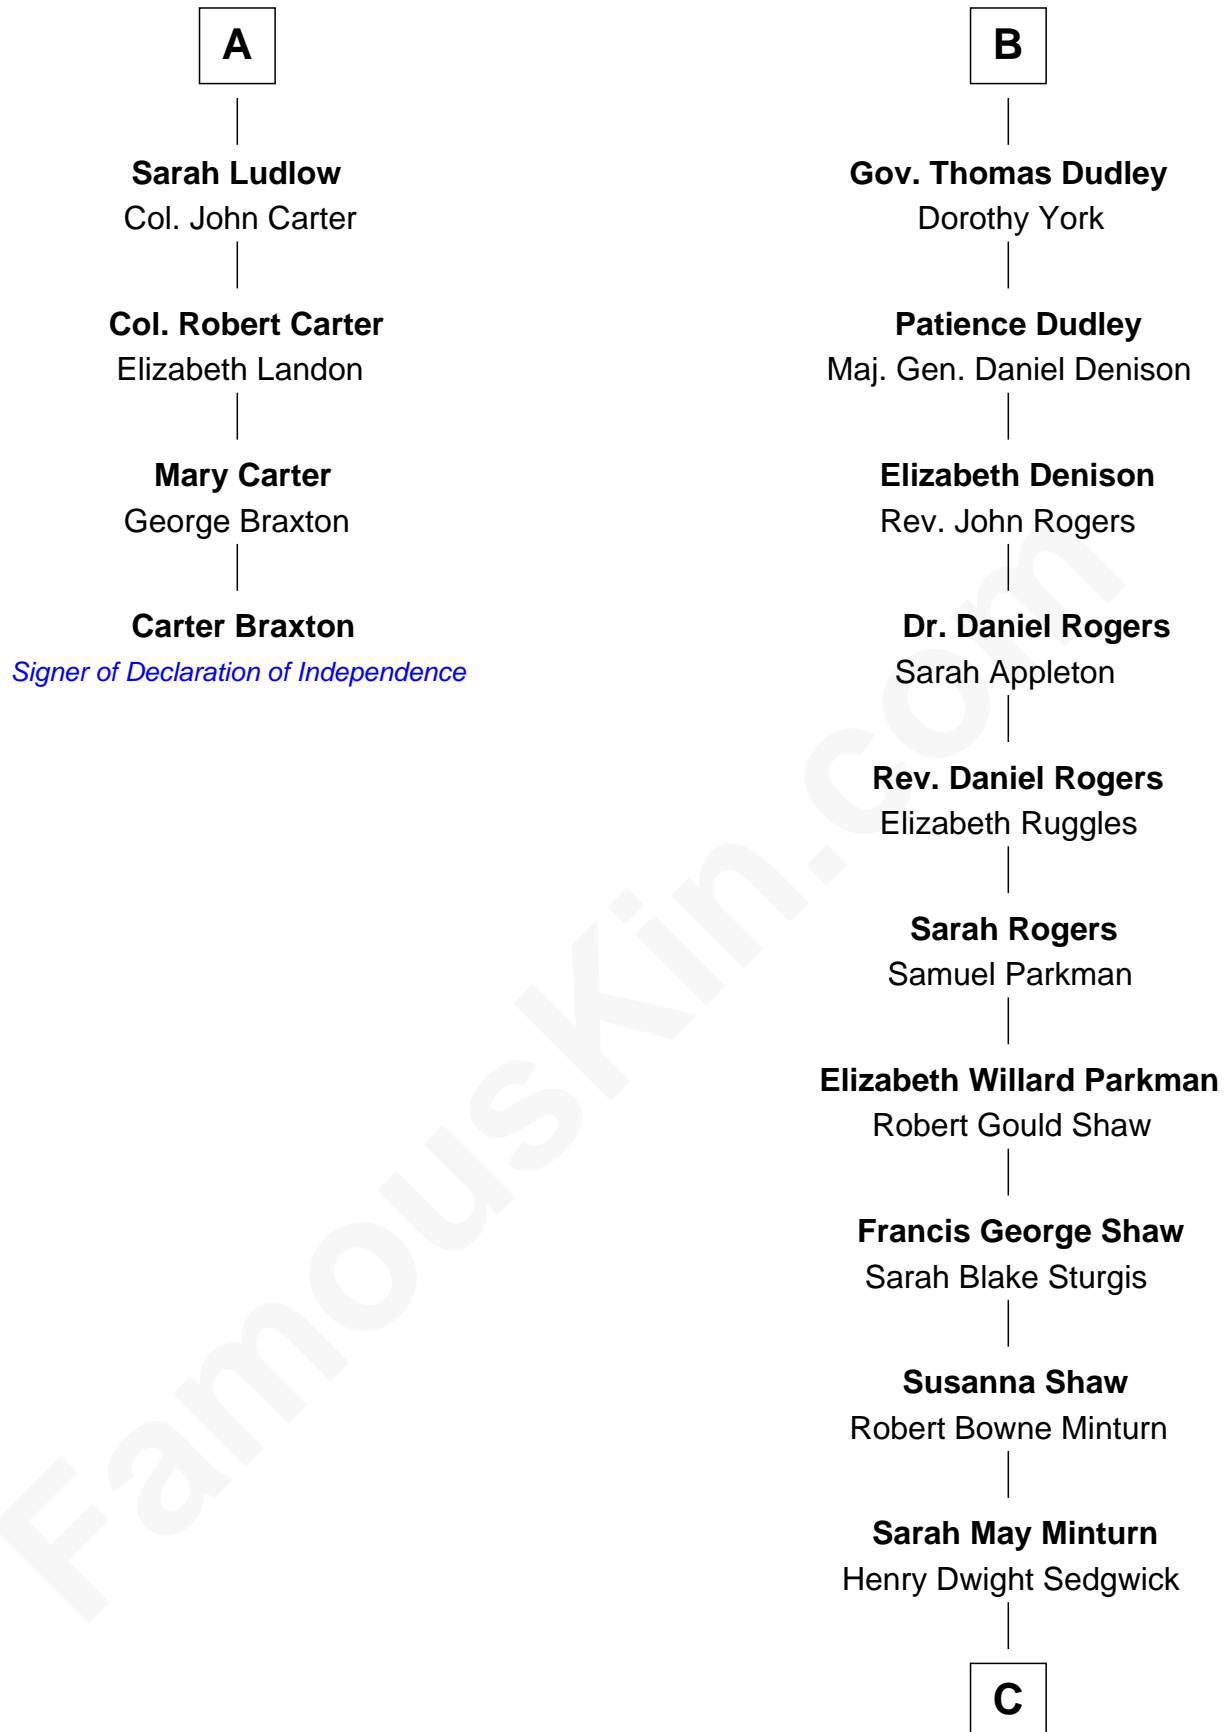 A
Sarah Ludlow
Col. John Carter
Col. Robert Carter
Elizabeth Landon
Mary Carter
George Braxton
Carter Braxton
Signer of Declaration of Independence
B
Gov. Thomas Dudley
Dorothy York
Patience Dudley
Maj. Gen. Daniel Denison
Elizabeth Denison
Rev. John Rogers
Dr. Daniel Rogers
Sarah Appleton
Rev. Daniel Rogers
Elizabeth Ruggles
Sarah Rogers
Samuel Parkman
Elizabeth Willard Parkman
Robert Gould Shaw
Francis George Shaw
Sarah Blake Sturgis
Susanna Shaw
Robert Bowne Minturn
Sarah May Minturn
Henry Dwight Sedgwick
C
FamousKin.com